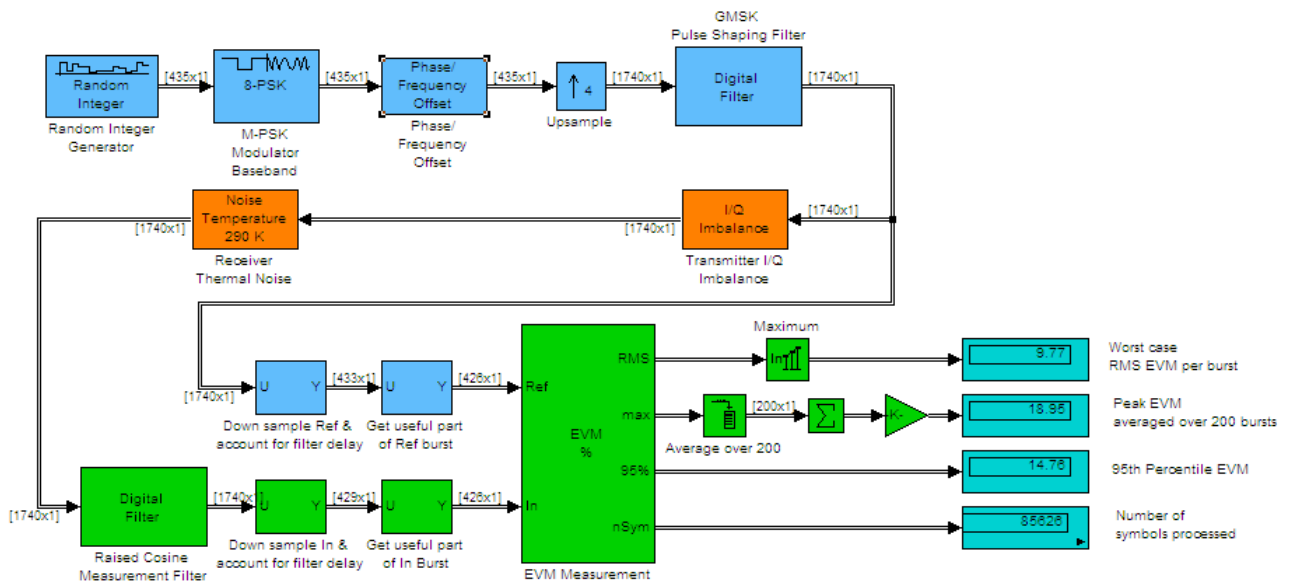 GMSK
Pulse Shaping Filter
Random
Integer
[435x1]
8-PSK
[435x1]
Phase/
Frequency
Offset
[435x1]
4
[1740x1]
Digital
Filter
[1740x1]
Random Integer
Generator
M-PSK
Modulator
Baseband
Phase/
Frequency
Offset
Upsample
[1740x1]
Noise
Temperature
290 K
[1740x1]
I/Q
Imbalance
[1740x1]
Receiver
Thermal Noise
Transmitter I/Q
Imbalance
[1740x1]
U Y
[433x1]
U Y
[426x1]
Down sample Ref &
account for filter delay
Get useful part
of Ref burst
[1740x1]
Digital
Filter
[1740x1]
U Y
[429x1]
U Y
[426x1]
Raised Cosine
Measurement Filter
Down sample In &
account for filter delay
Get useful part
of In Burst
Ref
In
EVM
%
RMS
max
95%
nSym
EVM Measurement
Maximum
In
[200x1]
Σ
K-
Average over 200
9.77
Worst case
RMS EVM per burst
18.95
Peak EVM
averaged over 200 bursts
14.76
95th Percentile EVM
85626
Number of
symbols processed